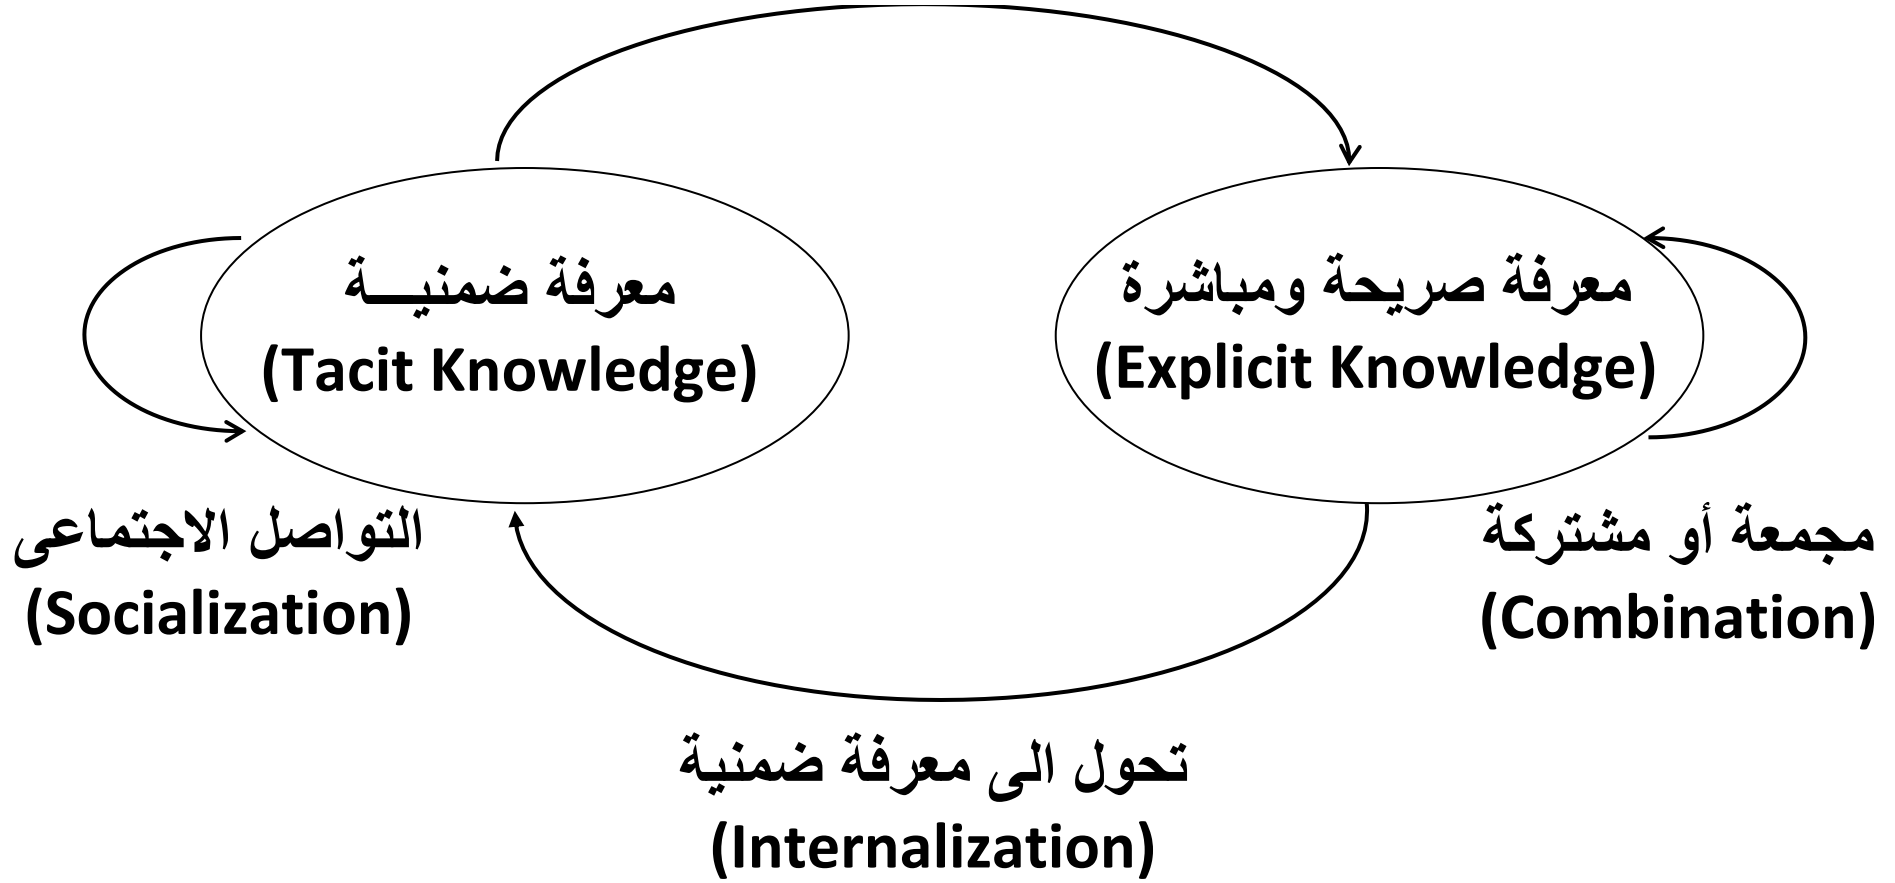 معرفة ضمنيـــة
(Tacit Knowledge)
معرفة صريحة ومباشرة
(Explicit Knowledge)
التواصل الاجتماعى
(Socialization)
مجمعة أو مشتركة
(Combination)
تحول الى معرفة ضمنية
(Internalization)